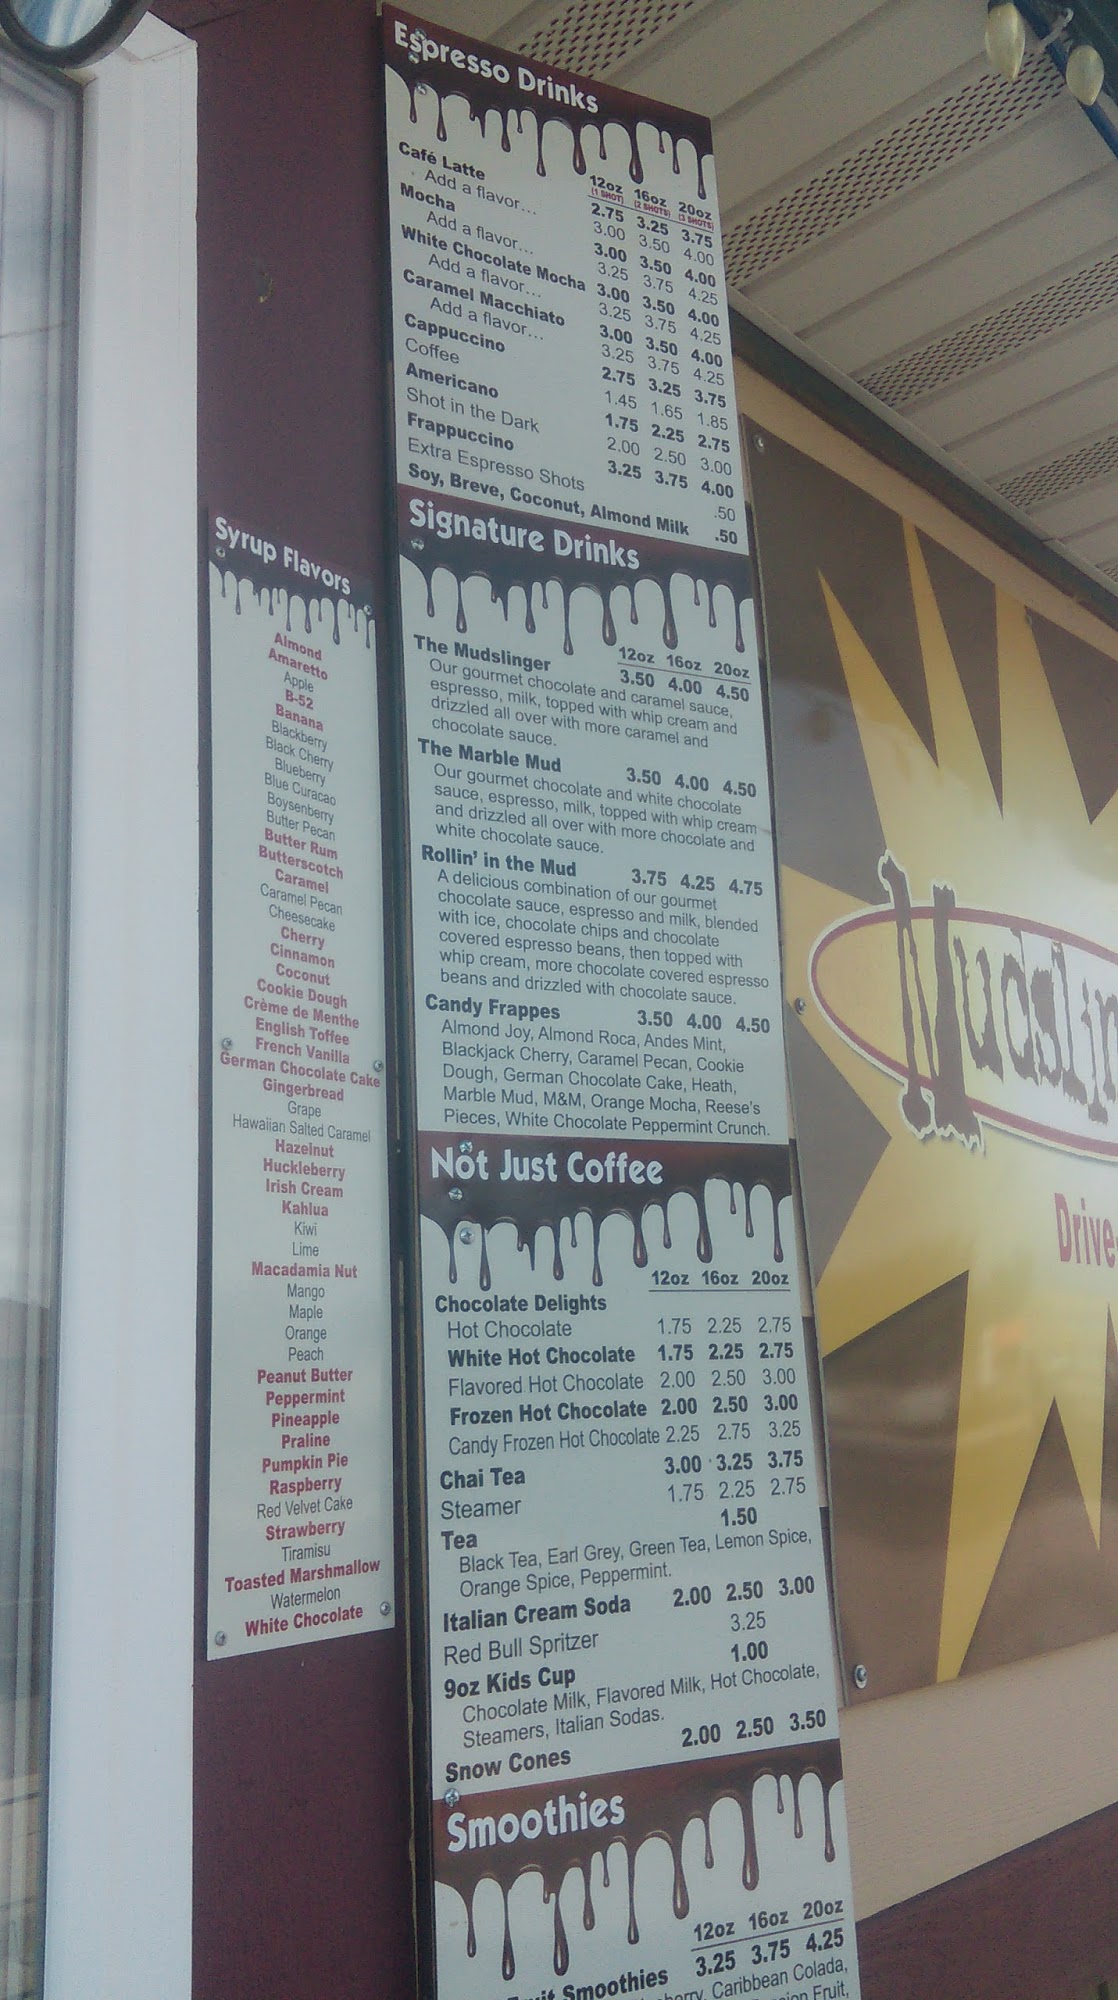 Espresso Drinks
12oz 16oz 20oz
(1 SHOT) (2 SHOTS) (3 SHOTS)
Café Latte 2.75 3.25 3.75
Add a flavor... 3.00 3.50 4.00
Mocha 3.00 3.50 4.00
Add a flavor... 3.25 3.75 4.25
White Chocolate Mocha 3.00 3.50 4.00
Add a flavor... 3.25 3.75 4.25
Caramel Macchiato 3.00 3.50 4.00
Add a flavor... 3.25 3.75 4.25
Cappuccino 2.75 3.25 3.75
Coffee 1.45 1.65 1.85
Americano 1.75 2.25 2.75
Shot in the Dark 2.00 2.50 3.00
Frappuccino 3.25 3.75 4.00
Extra Espresso Shots .50
Soy, Breve, Coconut, Almond Milk .50
Signature Drinks
12oz 16oz 20oz
The Mudslinger 3.50 4.00 4.50
Our gourmet chocolate and caramel sauce,
espresso, milk, topped with whip cream and
drizzled all over with more caramel and
chocolate sauce.
The Marble Mud 3.50 4.00 4.50
Our gourmet chocolate and white chocolate
sauce, espresso, milk, topped with whip cream
and drizzled all over with more chocolate and
white chocolate sauce.
Rollin' in the Mud 3.75 4.25 4.75
A delicious combination of our gourmet
chocolate sauce, espresso and milk, blended
with ice, chocolate chips and chocolate
covered espresso beans, then topped with
whip cream, more chocolate covered espresso
beans and drizzled with chocolate sauce.
Candy Frappes 3.50 4.00 4.50
Almond Joy, Almond Roca, Andes Mint,
Blackjack Cherry, Caramel Pecan, Cookie
Dough, German Chocolate Cake, Heath,
Marble Mud, M&M, Orange Mocha, Reese's
Pieces, White Chocolate Peppermint Crunch.
Not Just Coffee
12oz 16oz 20oz
Chocolate Delights
Hot Chocolate 1.75 2.25 2.75
White Hot Chocolate 1.75 2.25 2.75
Flavored Hot Chocolate 2.00 2.50 3.00
Frozen Hot Chocolate 2.00 2.50 3.00
Candy Frozen Hot Chocolate 2.25 2.75 3.25
Chai Tea 3.00 3.25 3.75
Steamer 1.75 2.25 2.75
Tea 1.50
Black Tea, Earl Grey, Green Tea, Lemon Spice,
Orange Spice, Peppermint.
Italian Cream Soda 2.00 2.50 3.00
Red Bull Spritzer 3.25
9oz Kids Cup 1.00
Chocolate Milk, Flavored Milk, Hot Chocolate,
Steamers, Italian Sodas.
Snow Cones 2.00 2.50 3.50
Smoothies
12oz 16oz 20oz
Fruit Smoothies 3.25 3.75 4.25
Caribbean Colada,
Fruit,
Syrup Flavors
Almond
Amaretto
Apple
B-52
Banana
Blackberry
Black Cherry
Blueberry
Blue Curacao
Boysenberry
Butter Pecan
Butter Rum
Butterscotch
Caramel
Caramel Pecan
Cheesecake
Cherry
Cinnamon
Coconut
Cookie Dough
Crème de Menthe
English Toffee
French Vanilla
German Chocolate Cake
Gingerbread
Grape
Hawaiian Salted Caramel
Hazelnut
Huckleberry
Irish Cream
Kahlua
Kiwi
Lime
Macadamia Nut
Mango
Maple
Orange
Peach
Peanut Butter
Peppermint
Pineapple
Praline
Pumpkin Pie
Raspberry
Red Velvet Cake
Strawberry
Tiramisu
Toasted Marshmallow
Watermelon
White Chocolate
Mudslin
Drive-